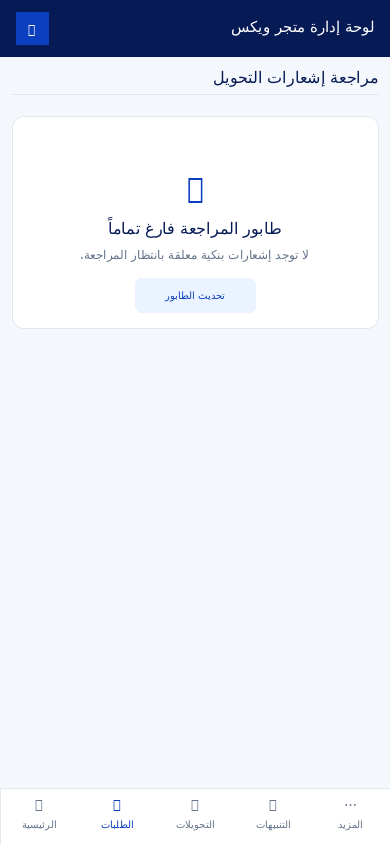 لوحة إدارة متجر ويكس
مراجعة إشعارات التحويل
طابور المراجعة فارغ تماماً
لا توجد إشعارات بنكية معلقة بانتظار المراجعة.
تحديث الطابور
المزيد
التنبيهات
التحويلات
الطلبات
الرئيسية